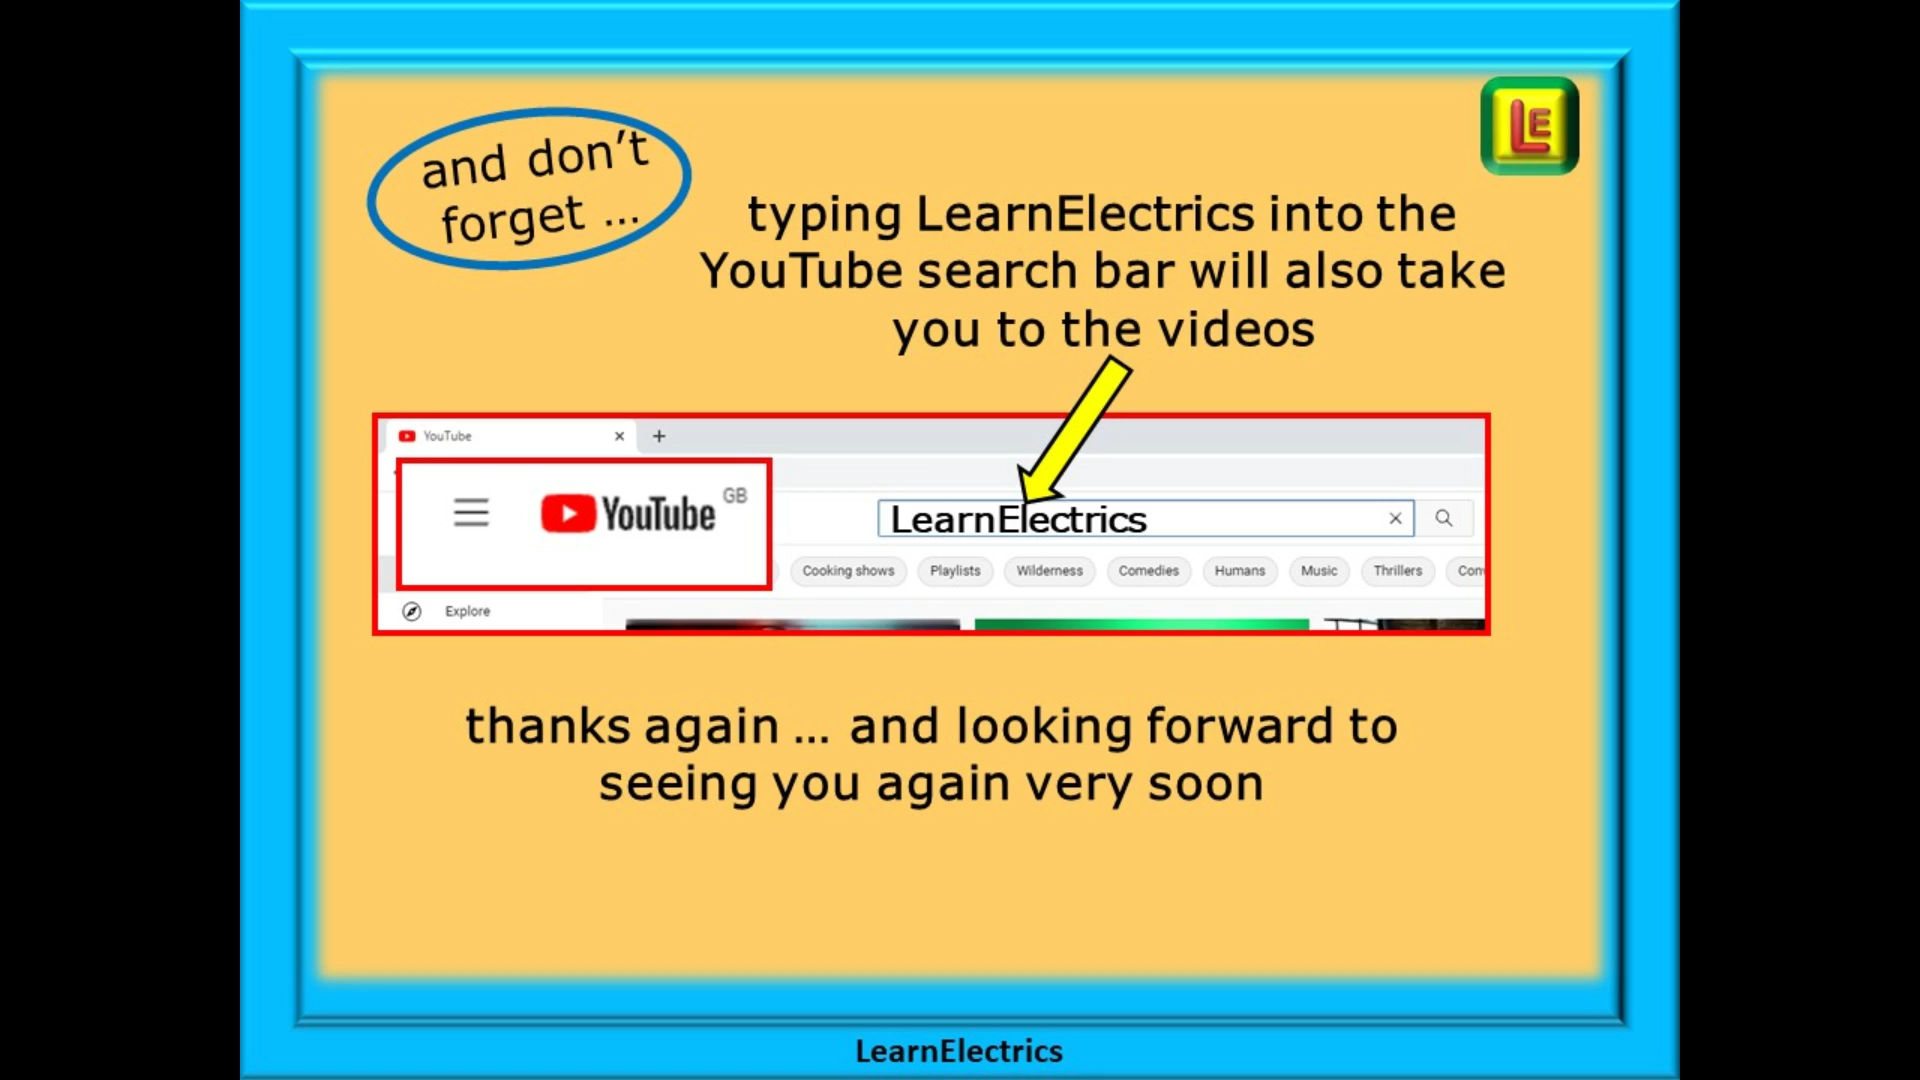 and don't
forget ...
LE
typing LearnElectrics into the
YouTube search bar will also take
you to the videos
YouTube
YouTube GB
LearnElectrics
Cooking shows Playlists Wilderness Comedies Humans Music Thrillers
Explore
thanks again ... and looking forward to
seeing you again very soon
LearnElectrics